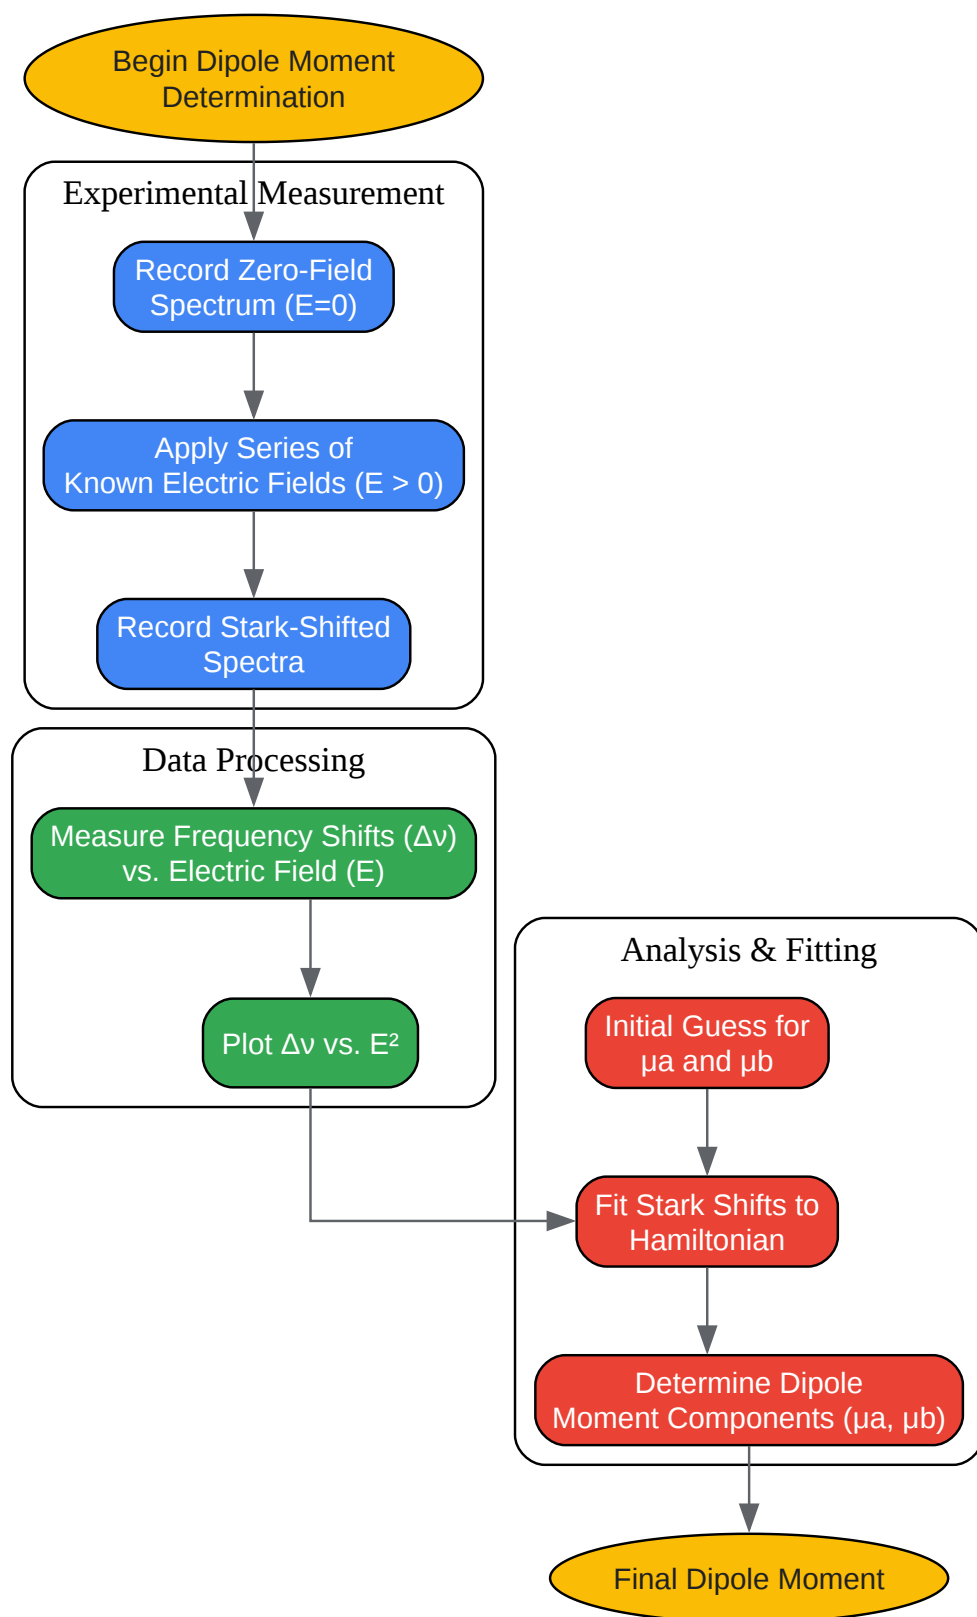 Begin Dipole Moment
Determination
Experimental Measurement
Record Zero-Field
Spectrum (E=0)
Apply Series of
Known Electric Fields (E > 0)
Record Stark-Shifted
Spectra
Data Processing
Measure Frequency Shifts (Δν)
vs. Electric Field (E)
Plot Δν vs. E²
Analysis & Fitting
Initial Guess for
μa and μb
Fit Stark Shifts to
Hamiltonian
Determine Dipole
Moment Components (μa, μb)
Final Dipole Moment